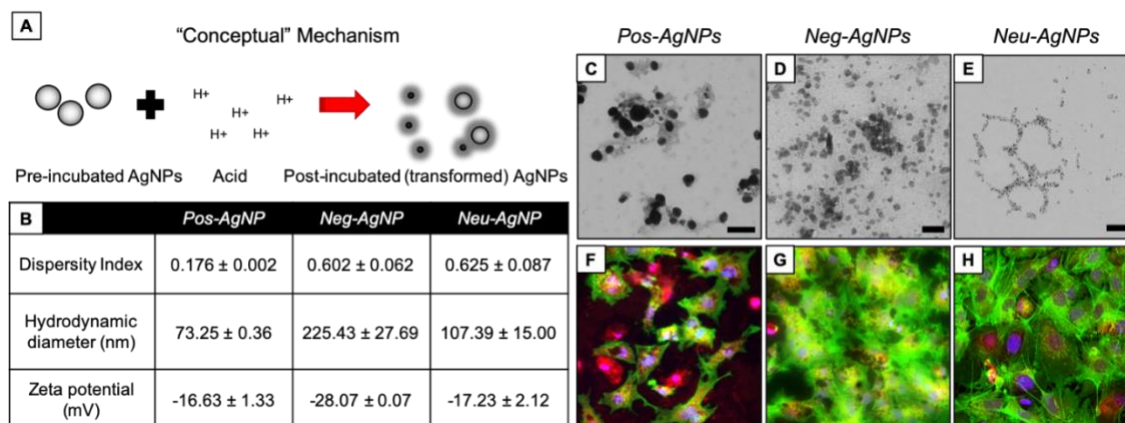 A
"Conceptual" Mechanism
H+
H+
H+
H+ H+
Pre-incubated AgNPs Acid Post-incubated (transformed) AgNPs
B Pos-AgNP Neg-AgNP Neu-AgNP
Dispersity Index 0.176 ± 0.002 0.602 ± 0.062 0.625 ± 0.087
Hydrodynamic diameter (nm) 73.25 ± 0.36 225.43 ± 27.69 107.39 ± 15.00
Zeta potential (mV) -16.63 ± 1.33 -28.07 ± 0.07 -17.23 ± 2.12
Pos-AgNPs Neg-AgNPs Neu-AgNPs
C D E
F G H